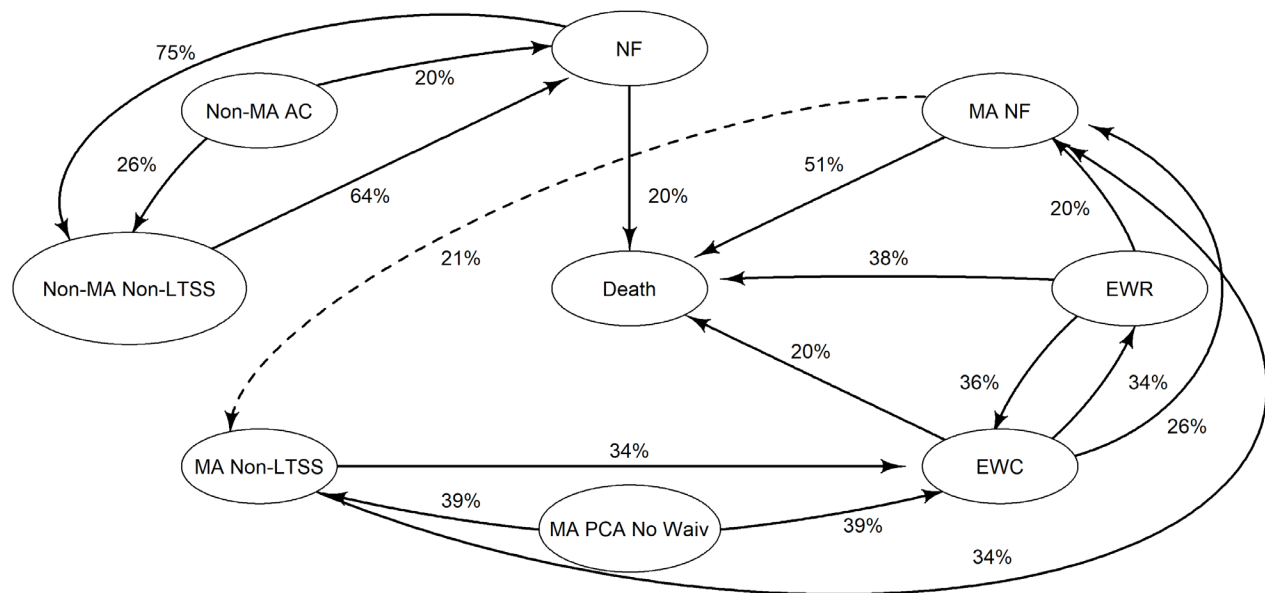 75%
NF
20%
Non-MA AC
MA NF
26%
51%
64%
20%
20%
21%
38%
Non-MA Non-LTSS
Death
EWR
20%
36%
34%
26%
34%
MA Non-LTSS
EWC
39%
MA PCA No Waiv
39%
34%